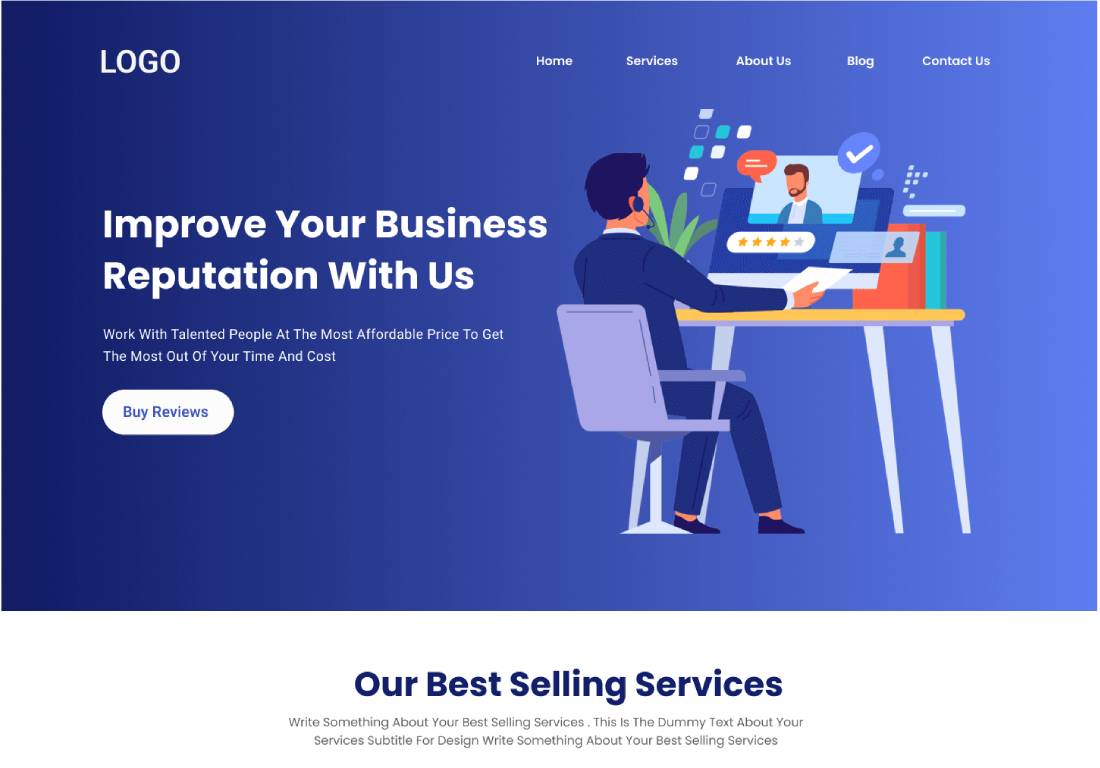 LOGO
Home
Services
About Us
Blog
Contact Us
Improve Your Business
Reputation With Us
Work With Talented People At The Most Affordable Price To Get
The Most Out Of Your Time And Cost
Buy Reviews
Our Best Selling Services
Write Something About Your Best Selling Services . This Is The Dummy Text About Your
Services Subtitle For Design Write Something About Your Best Selling Services